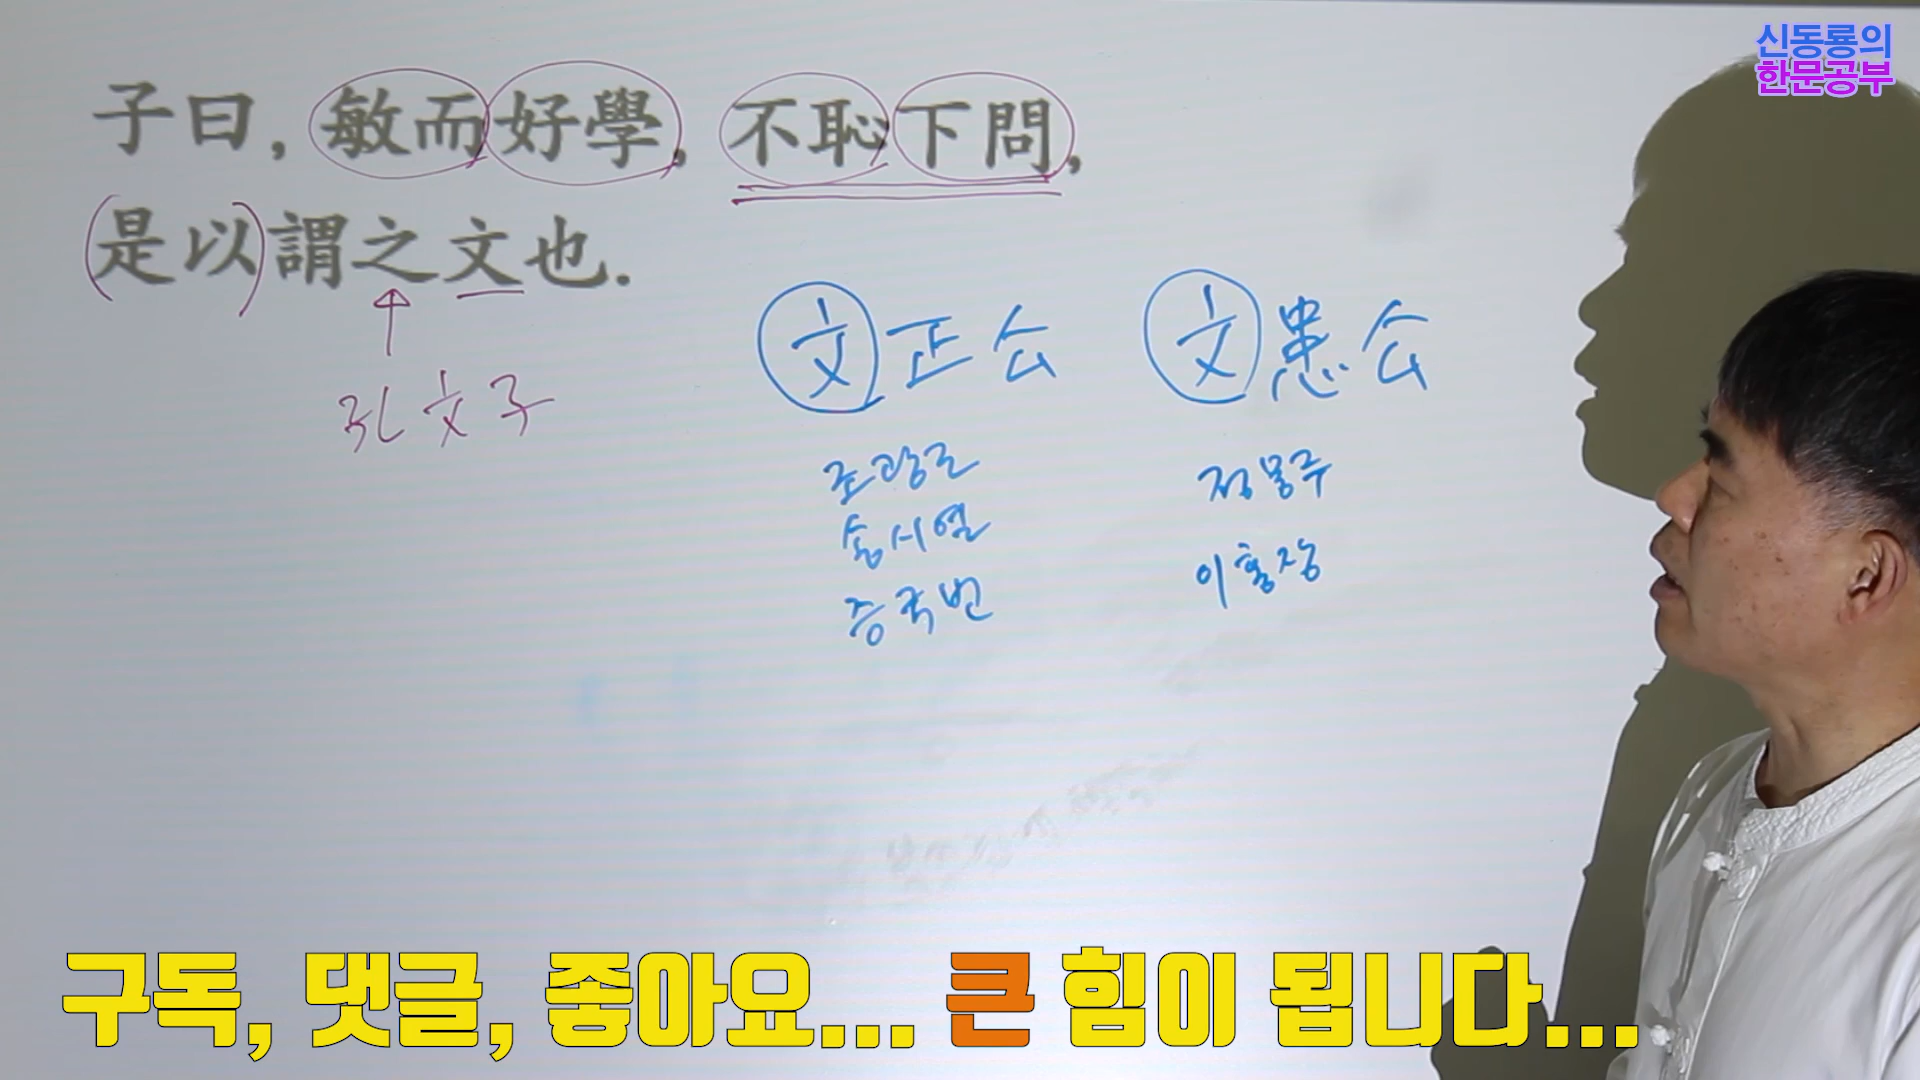 신동룡의
한문공부
子曰, 敏而好學, 不恥下問,
是以謂之文也.
孔文子
文正公 文忠公
조광조 정몽주
송시열 이홍장
증국번
구독, 댓글, 좋아요... 큰 힘이 됩니다...